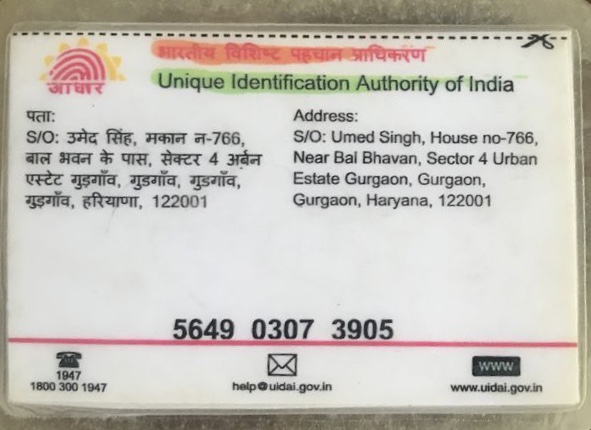 भारतीय विशिष्ट पहचान प्राधिकरण
Unique Identification Authority of India
आधार
पता:
S/O: उमेद सिंह, मकान न-766,
बाल भवन के पास, सेक्टर 4 अर्बन
एस्टेट गुड़गाँव, गुडगाँव, गुडगाँव,
गुड़गाँव, हरियाणा, 122001
Address:
S/O: Umed Singh, House no-766,
Near Bal Bhavan, Sector 4 Urban
Estate Gurgaon, Gurgaon,
Gurgaon, Haryana, 122001
5649 0307 3905
1947
1800 300 1947
help@uidai.gov.in
www
www.uidai.gov.in